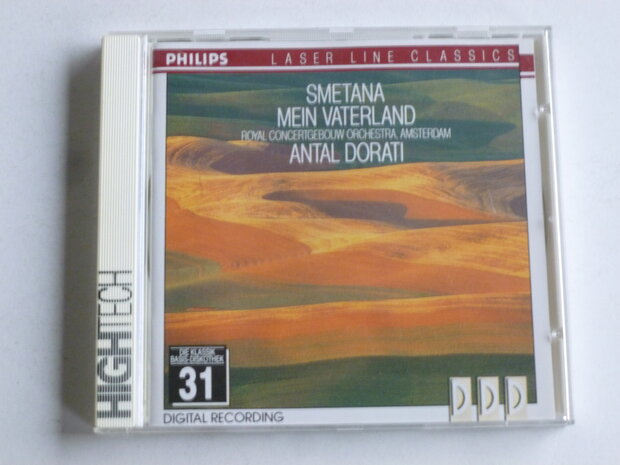 PHILIPS
LASER LINE CLASSICS
SMETANA
MEIN VATERLAND
ROYAL CONCERTGEBOUW ORCHESTRA, AMSTERDAM
ANTAL DORATI
HIGHTECH
DIE KLASSIK
BASIS-DISKOTHEK
31
DIGITAL RECORDING
D D D